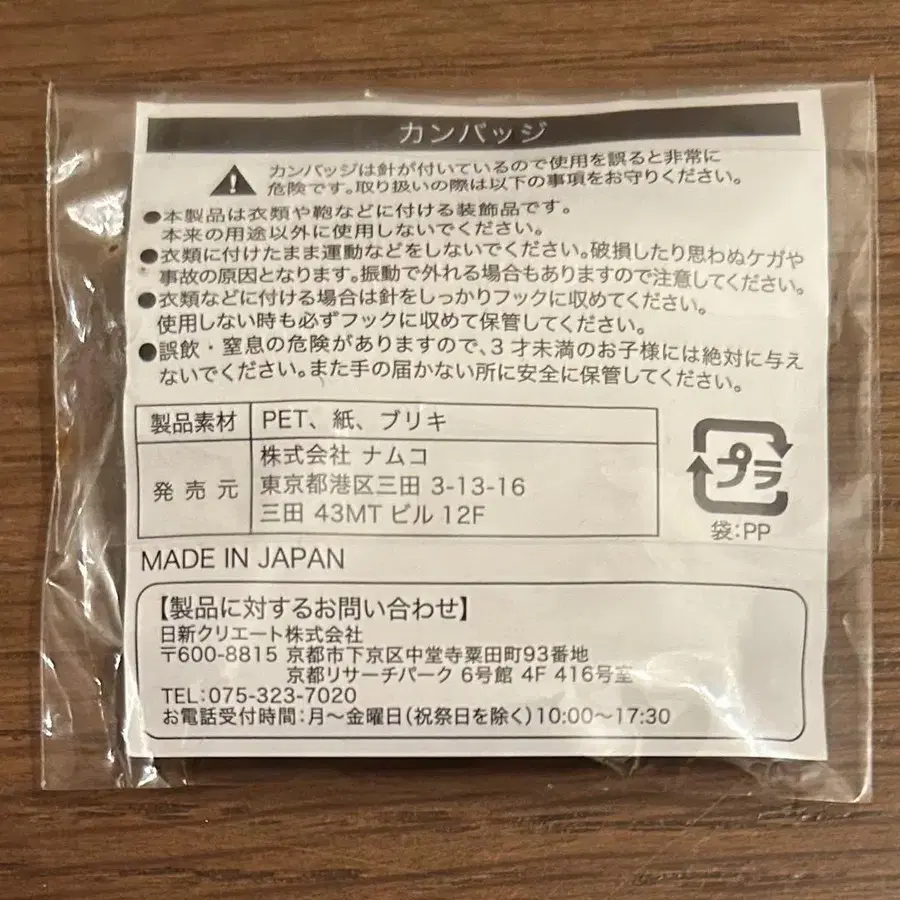 カンバッジ
カンバッジは針が付いているので使用を誤ると非常に
危険です。取り扱いの際は以下の事項をお守りください。
●本製品は衣類や鞄などに付ける装飾品です。
本来の用途以外に使用しないでください。
●衣類に付けたまま運動などをしないでください。破損したり思わぬケガや
事故の原因となります。振動で外れる場合もありますので注意してください。
●衣類などに付ける場合は針をしっかりフックに収めてください。
使用しない時も必ずフックに収めて保管してください。
●誤飲・窒息の危険がありますので、3才未満のお子様には絶対に与え
ないでください。また手の届かない所に安全に保管してください。
製品素材 PET、紙、ブリキ
発売元 株式会社 ナムコ
東京都港区三田 3-13-16
三田 43MT ビル 12F
プラ
袋:PP
MADE IN JAPAN
【製品に対するお問い合わせ】
日新クリエート株式会社
〒600-8815 京都市下京区中堂寺粟田町93番地
京都リサーチパーク 6号館 4F 416号室
TEL:075-323-7020
お電話受付時間:月～金曜日(祝祭日を除く)10:00～17:30